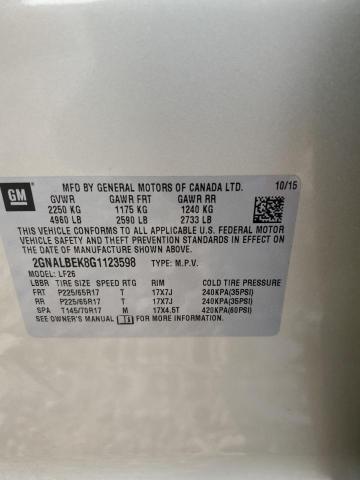 GM
MFD BY GENERAL MOTORS OF CANADA LTD.
10/15
GVWR GAWR FRT GAWR RR
2250 KG 1175 KG 1240 KG
4960 LB 2590 LB 2733 LB
THIS VEHICLE CONFORMS TO ALL APPLICABLE U.S. FEDERAL MOTOR
VEHICLE SAFETY, BUMPER, AND THEFT PREVENTION STANDARDS IN EFFECT ON
THE DATE OF MANUFACTURE SHOWN ABOVE.
2GNALBEK8G1123598 TYPE: M.P.V.
MODEL: LF26
LBBR TIRE SIZE SPEED RTG RIM COLD TIRE PRESSURE
FRT P225/65R17 T 17X7J 240KPA(35PSI)
RR P225/65R17 T 17X7J 240KPA(35PSI)
SPA T145/70R17 M 17X4.5T 420KPA(60PSI)
SEE OWNER'S MANUAL FOR MORE INFORMATION.